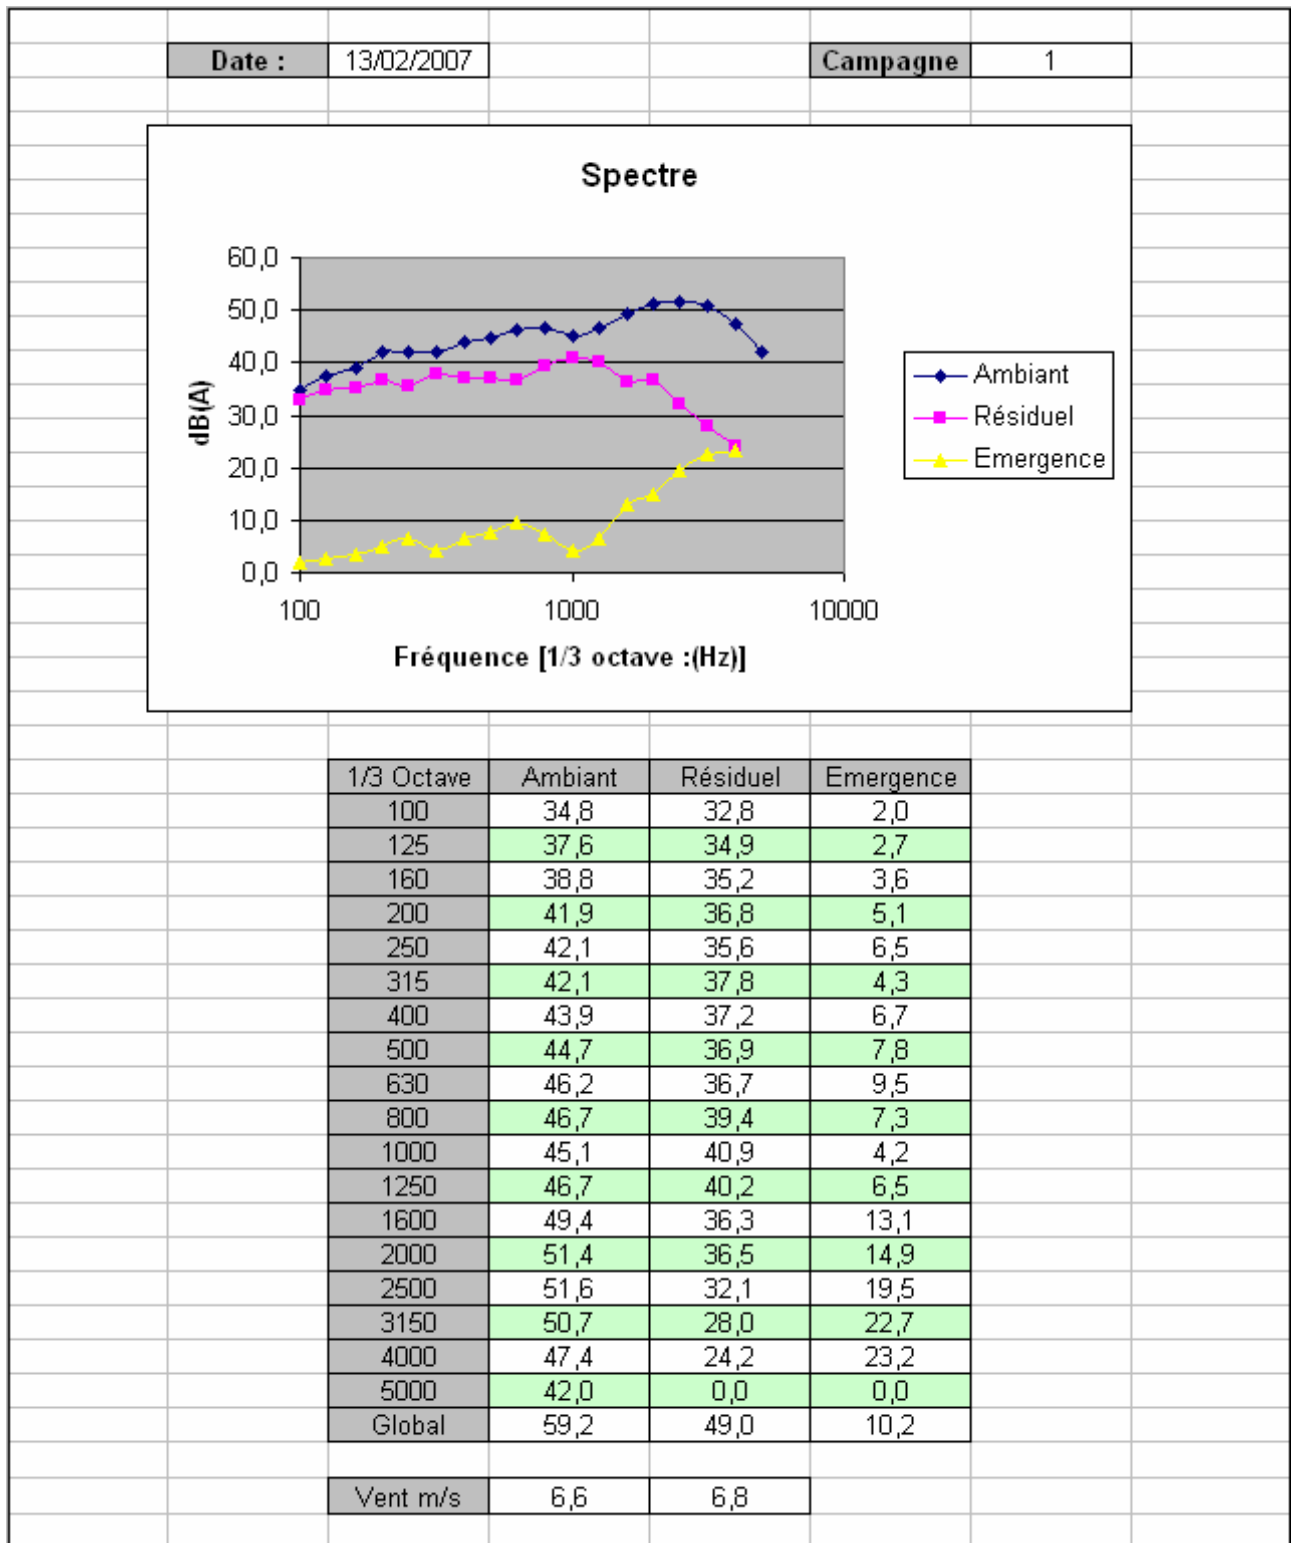 Date : 13/02/2007 Campagne 1
Spectre
60,0
50,0
40,0
30,0
20,0
10,0
0,0
dB(A)
100 1000 10000
Fréquence [1/3 octave :(Hz)]
Ambiant
Résiduel
Emergence
1/3 Octave Ambiant Résiduel Emergence
100 34,8 32,8 2,0
125 37,6 34,9 2,7
160 38,8 35,2 3,6
200 41,9 36,8 5,1
250 42,1 35,6 6,5
315 42,1 37,8 4,3
400 43,9 37,2 6,7
500 44,7 36,9 7,8
630 46,2 36,7 9,5
800 46,7 39,4 7,3
1000 45,1 40,9 4,2
1250 46,7 40,2 6,5
1600 49,4 36,3 13,1
2000 51,4 36,5 14,9
2500 51,6 32,1 19,5
3150 50,7 28,0 22,7
4000 47,4 24,2 23,2
5000 42,0 0,0 0,0
Global 59,2 49,0 10,2
Vent m/s 6,6 6,8